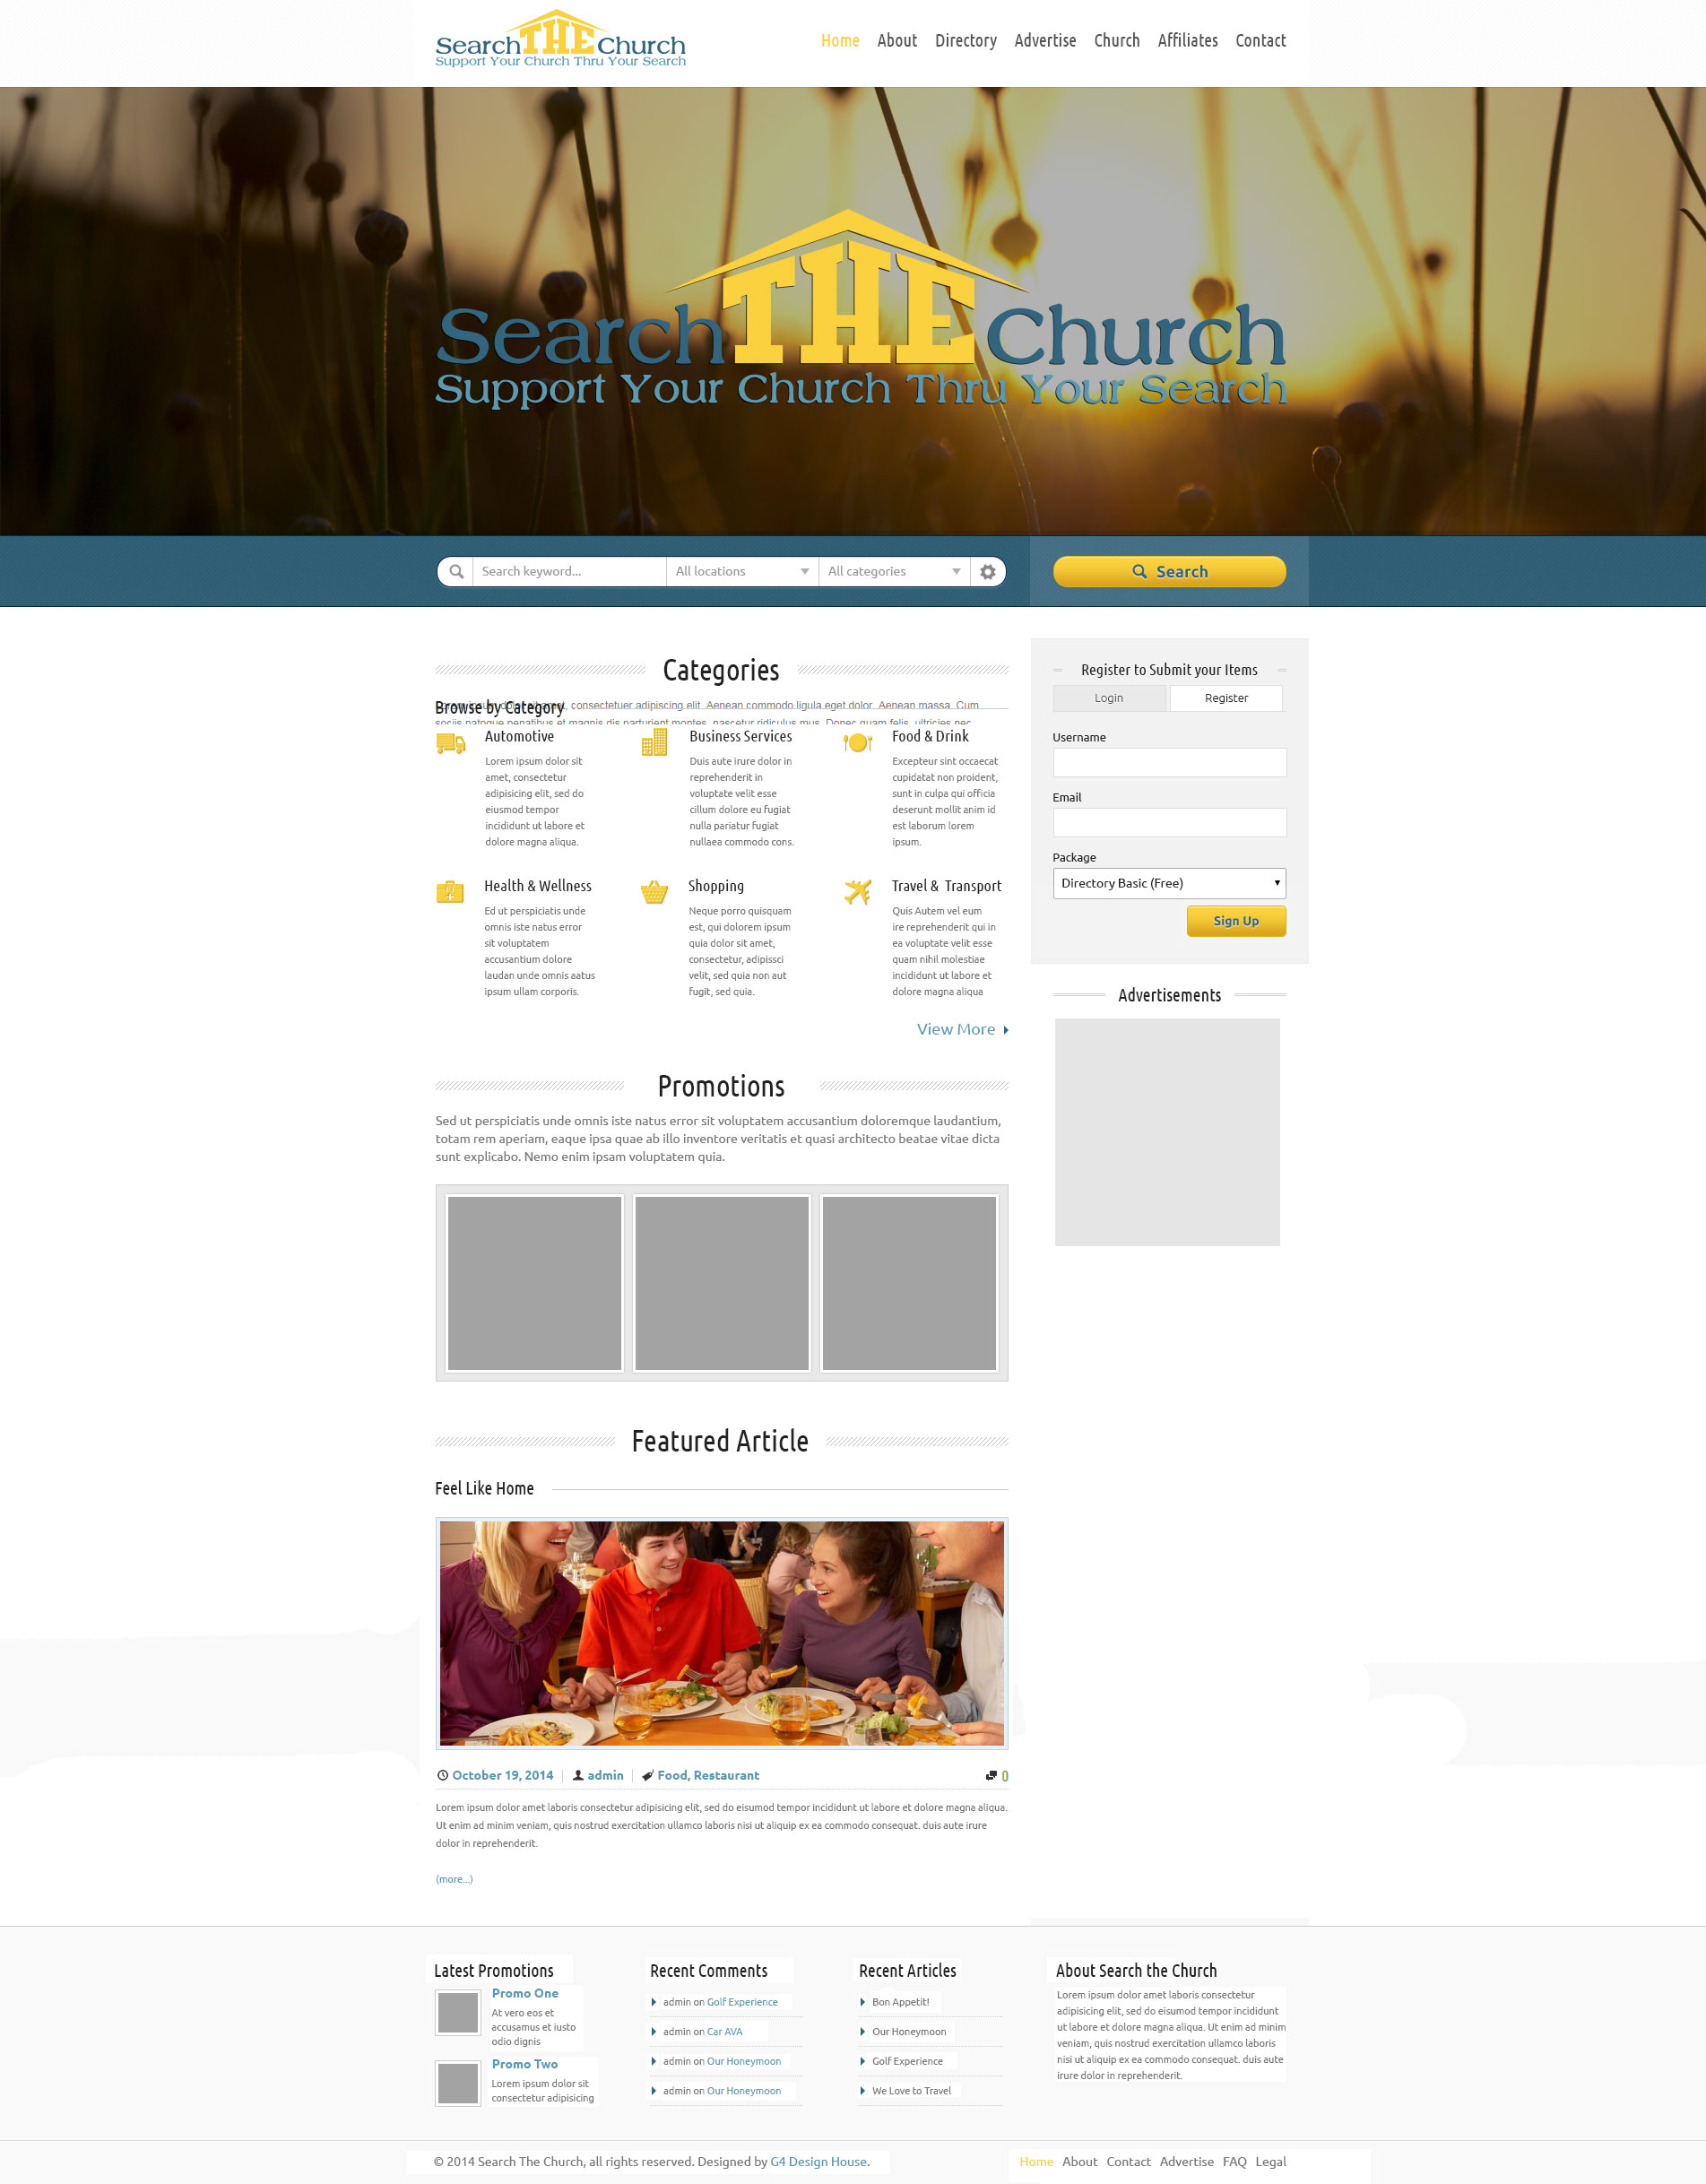 Search THE Church
Support Your Church Thru Your Search
Home About Directory Advertise Church Affiliates Contact
Search THE Church
Support Your Church Thru Your Search
Search keyword...
All locations
All categories
Search
Categories
Browse by Category
consectetuer adipiscing elit. Aenean commodo ligula eget dolor. Aenean massa. Cum
sociis natoque penatibus et magnis dis parturient montes, nascetur ridiculus mus. Donec quam felis, ultricies nec
Automotive
Lorem ipsum dolor sit
amet, consectetur
adipisicing elit, sed do
eiusmod tempor
incididunt ut labore et
dolore magna aliqua.
Business Services
Duis aute irure dolor in
reprehenderit in
voluptate velit esse
cillum dolore eu fugiat
nulla pariatur fugiat
nullaea commodo cons.
Food & Drink
Excepteur sint occaecat
cupidatat non proident,
sunt in culpa qui officia
deserunt mollit anim id
est laborum lorem
ipsum.
Health & Wellness
Ed ut perspiciatis unde
omnis iste natus error
sit voluptatem
accusantium dolore
laudan unde omnis aatus
ipsum ullam corporis.
Shopping
Neque porro quisquam
est, qui dolorem ipsum
quia dolor sit amet,
consectetur, adipissci
velit, sed quia non aut
fugit, sed quia.
Travel & Transport
Quis Autem vel eum
ire reprehenderit qui in
ea voluptate velit esse
quam nihil molestiae
incididunt ut labore et
dolore magna aliqua
View More
Register to Submit your Items
Login
Register
Username
Email
Package
Directory Basic (Free)
Sign Up
Advertisements
Promotions
Sed ut perspiciatis unde omnis iste natus error sit voluptatem accusantium doloremque laudantium,
totam rem aperiam, eaque ipsa quae ab illo inventore veritatis et quasi architecto beatae vitae dicta
sunt explicabo. Nemo enim ipsam voluptatem quia.
Featured Article
Feel Like Home
October 19, 2014 | admin | Food, Restaurant 0
Lorem ipsum dolor amet laboris consectetur adipisicing elit, sed do eisumod tempor incididunt ut labore et dolore magna aliqua.
Ut enim ad minim veniam, quis nostrud exercitation ullamco laboris nisi ut aliquip ex ea commodo consequat. duis aute irure
dolor in reprehenderit.
(more...)
Latest Promotions
Promo One
At vero eos et
accusamus et iusto
odio dignis
Promo Two
Lorem ipsum dolor sit
consectetur adipisicing
Recent Comments
admin on Golf Experience
admin on Car AVA
admin on Our Honeymoon
admin on Our Honeymoon
Recent Articles
Bon Appetit!
Our Honeymoon
Golf Experience
We Love to Travel
About Search the Church
Lorem ipsum dolor amet laboris consectetur
adipisicing elit, sed do eisumod tempor incididunt
ut labore et dolore magna aliqua. Ut enim ad minim
veniam, quis nostrud exercitation ullamco laboris
nisi ut aliquip ex ea commodo consequat. duis aute
irure dolor in reprehenderit.
© 2014 Search The Church, all rights reserved. Designed by G4 Design House.
Home About Contact Advertise FAQ Legal